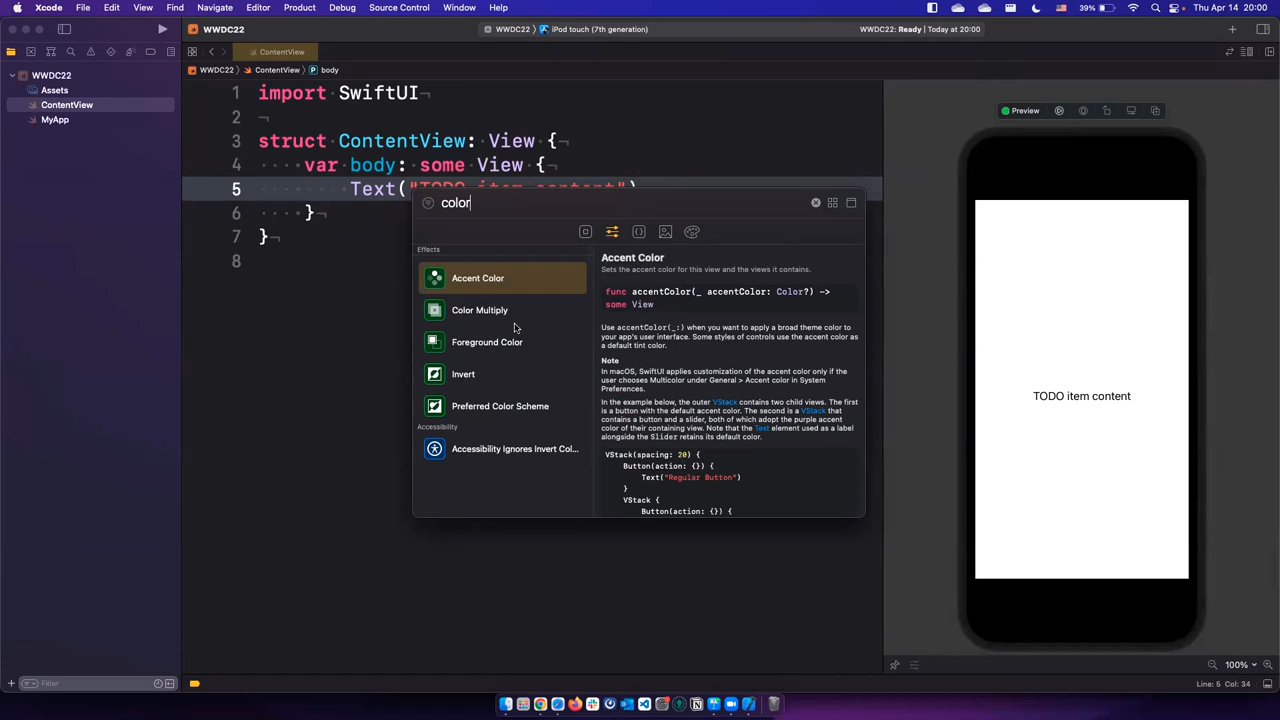 Xcode File Edit View Find Navigate Editor Product Debug Source Control Window Help 39% Thu Apr 14 20:00
WWDC22 WWDC22 iPod touch (7th generation) WWDC22: Ready | Today at 20:00
ContentView
WWDC22 ContentView P body
WWDC22
Assets
ContentView
MyApp
1 import SwiftUI¬
2 ¬
3 struct ContentView: View {¬
4 ····var·body:·some·View·{¬
5 ········Text("TODO item content")
6 ····}¬
7 }¬
8
color
Effects
Accent Color
Color Multiply
Foreground Color
Invert
Preferred Color Scheme
Accessibility
Accessibility Ignores Invert Col...
Accent Color
Sets the accent color for this view and the views it contains.
func accentColor(_ accentColor: Color?) ->
some View
Use accentColor(_:) when you want to apply a broad theme color to
your app's user interface. Some styles of controls use the accent color as
a default tint color.
Note
In macOS, SwiftUI applies customization of the accent color only if the
user chooses Multicolor under General > Accent color in System
Preferences.
In the example below, the outer VStack contains two child views. The first
is a button with the default accent color. The second is a VStack that
contains a button and a slider, both of which adopt the purple accent
color of their containing view. Note that the Text element used as a label
alongside the Slider retains its default color.
VStack(spacing: 20) {
Button(action: {}) {
Text("Regular Button")
}
VStack {
Button(action: {}) {
Preview
TODO item content
Filter
100%
Line: 5 Col: 34